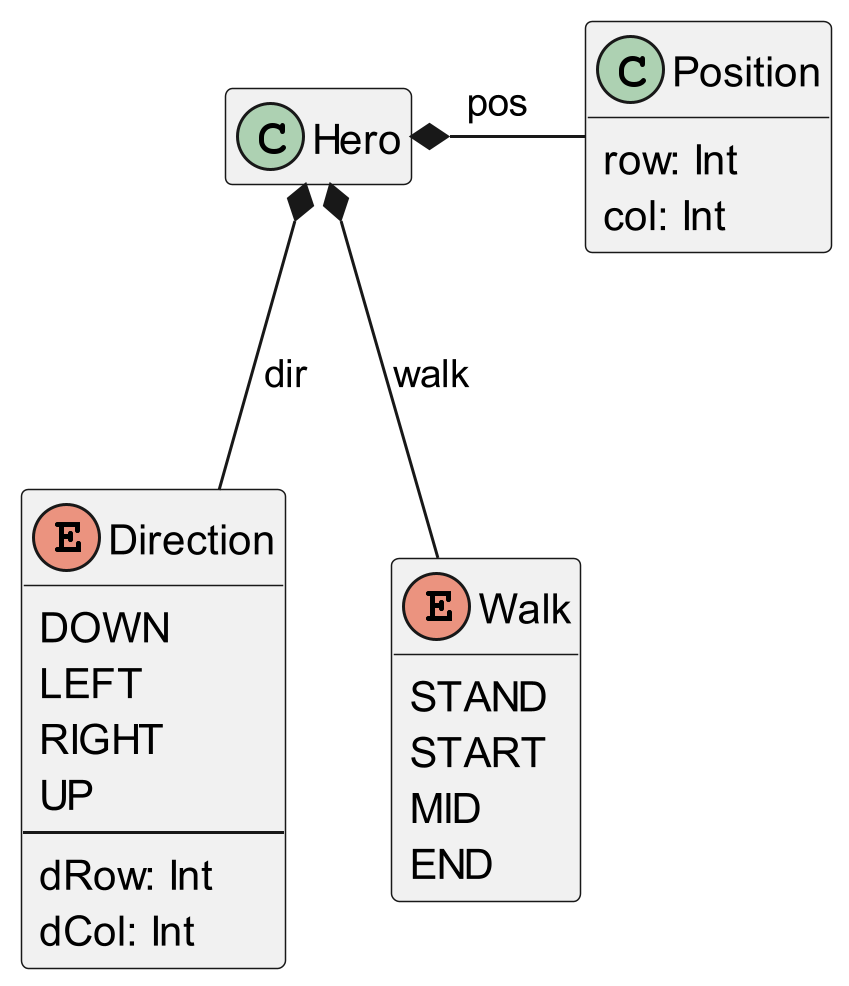 C Hero
pos
C Position
row: Int
col: Int
dir
walk
E Direction
DOWN
LEFT
RIGHT
UP
dRow: Int
dCol: Int
E Walk
STAND
START
MID
END